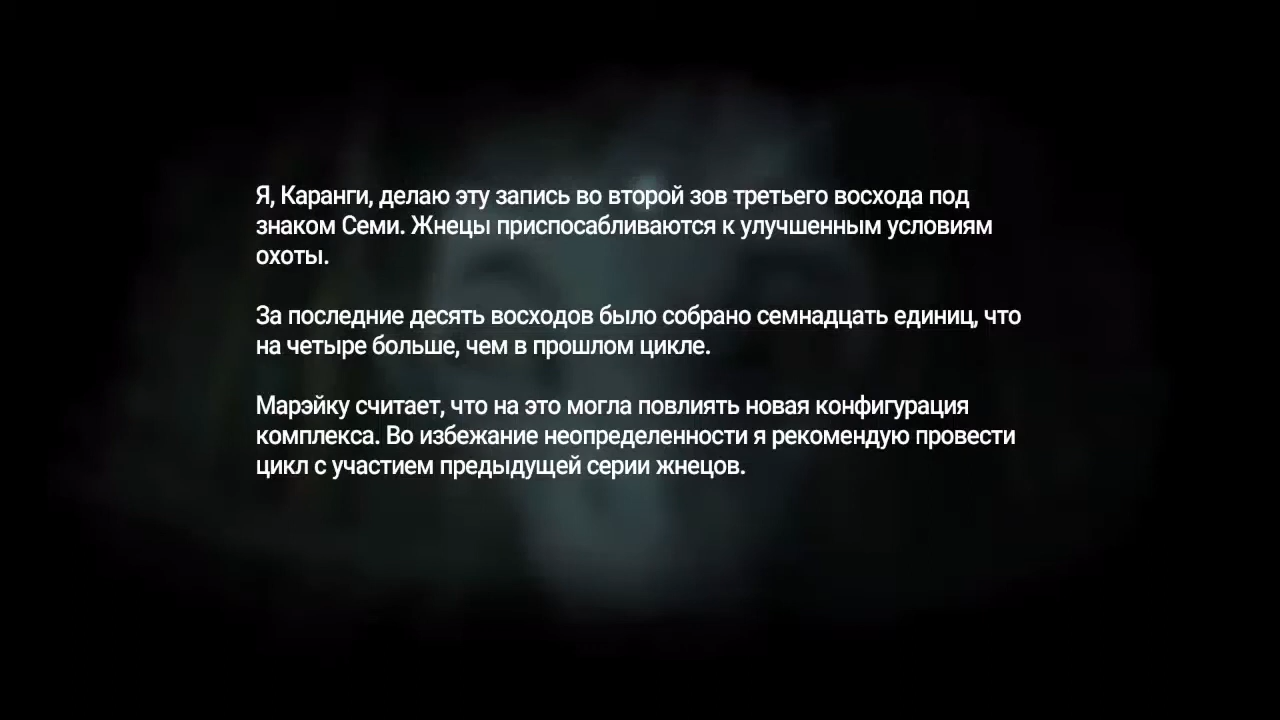 Я, Каранги, делаю эту запись во второй зов третьего восхода под
знаком Семи. Жнецы приспосабливаются к улучшенным условиям
охоты.
За последние десять восходов было собрано семнадцать единиц, что
на четыре больше, чем в прошлом цикле.
Марэйку считает, что на это могла повлиять новая конфигурация
комплекса. Во избежание неопределенности я рекомендую провести
цикл с участием предыдущей серии жнецов.